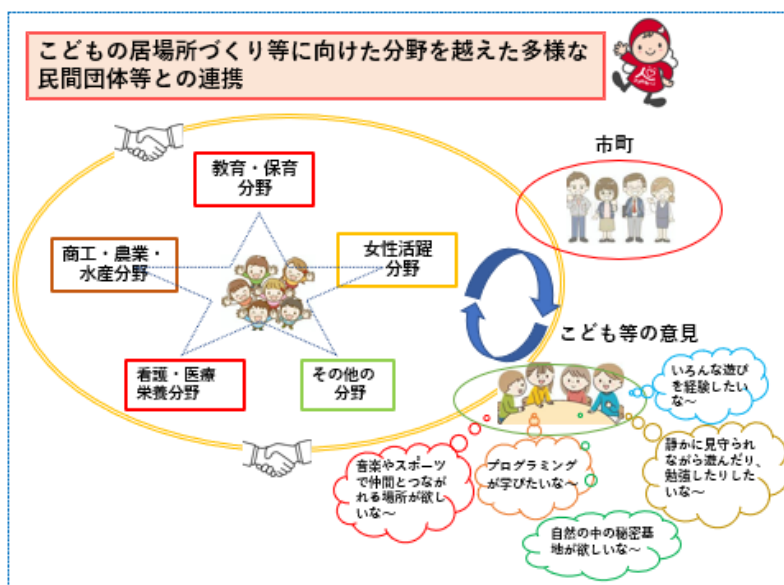 こどもの居場所づくり等に向けた分野を越えた多様な
民間団体等との連携
市町
教育・保育
分野
商工・農業・
水産分野
女性活躍
分野
看護・医療
栄養分野
その他の
分野
こども等の意見
いろんな遊び
を経験したい
な～
静かに見守られ
ながら遊んだり、
勉強したりした
いな～
音楽やスポーツ
で仲間とつなが
れる場所が欲し
いな～
プログラミング
が学びたいな～
自然の中の秘密基
地が欲しいな～